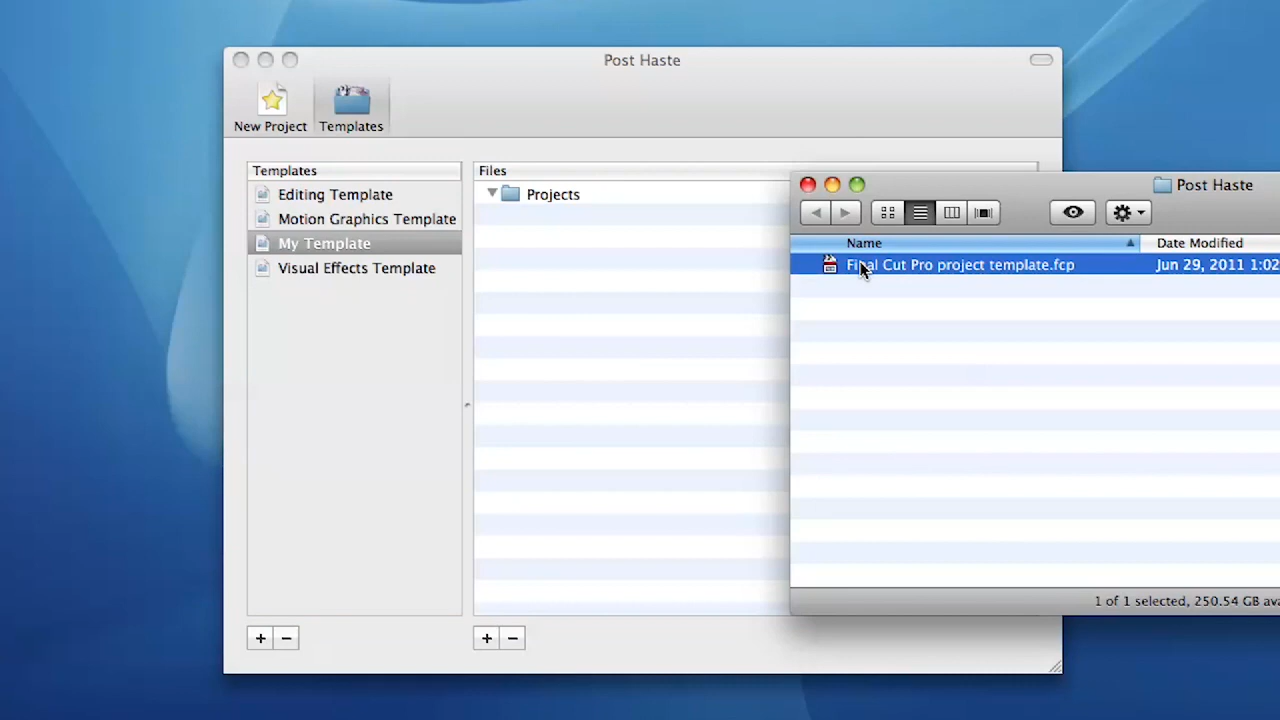 Post Haste
New Project
Templates
Templates
Editing Template
Motion Graphics Template
My Template
Visual Effects Template
Files
Projects
Post Haste
Name
Date Modified
Final Cut Pro project template.fcp
Jun 29, 2011 1:02
1 of 1 selected, 250.54 GB ava